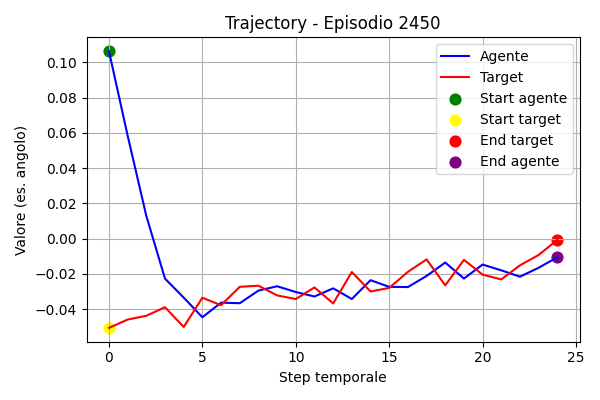 Trajectory - Episodio 2450
Valore (es. angolo)
0.10
0.08
0.06
0.04
0.02
0.00
−0.02
−0.04
0
5
10
15
20
25
Step temporale
Agente
Target
Start agente
Start target
End target
End agente